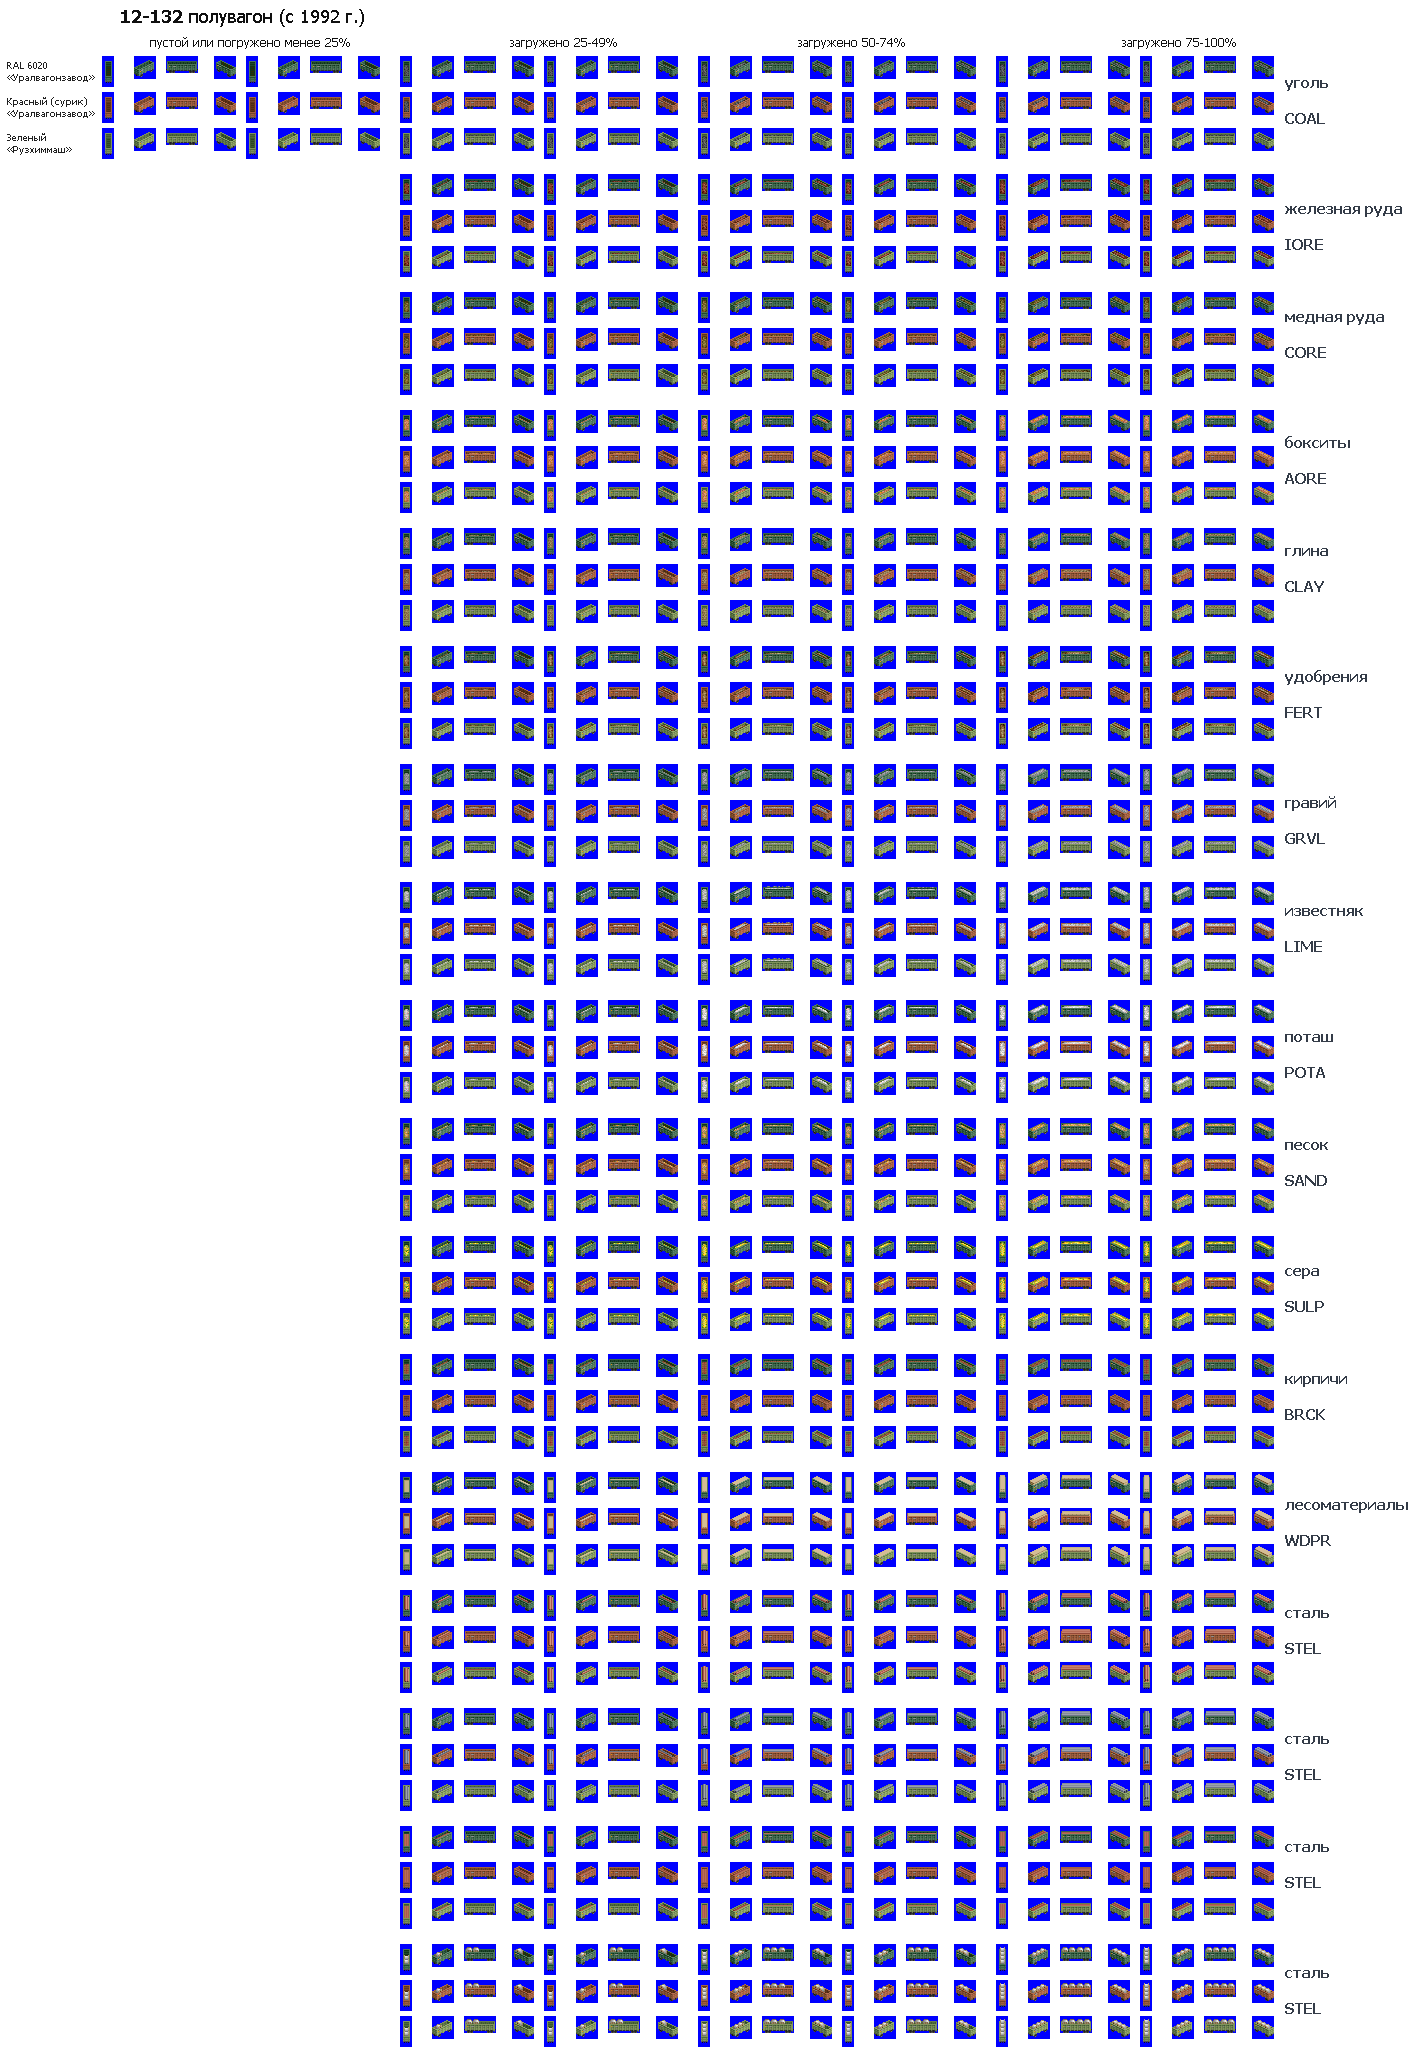 12-132 полувагон (с 1992 г.)
пустой или погружено менее 25%
загружено 25-49%
загружено 50-74%
загружено 75-100%
RAL 6020
«Уралвагонзавод»
Красный (сурик)
«Уралвагонзавод»
Зеленый
«Рузхиммаш»
уголь
COAL
железная руда
IORE
медная руда
CORE
бокситы
AORE
глина
CLAY
удобрения
FERT
гравий
GRVL
известняк
LIME
поташ
POTA
песок
SAND
сера
SULP
кирпичи
BRCK
лесоматериалы
WDPR
сталь
STEL
сталь
STEL
сталь
STEL
сталь
STEL